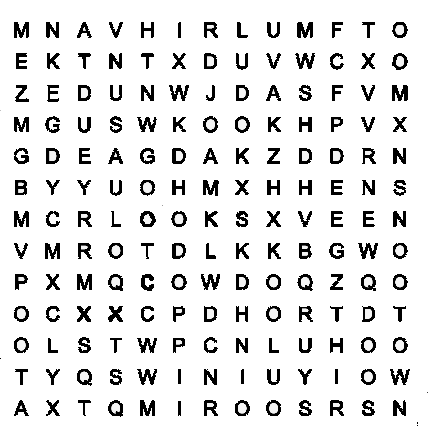 M N A V H I R L U M F T O
E K T N T X D U V W C X O
Z E D U N W J D A S F V M
M G U S W K O O K H P V X
G D E A G D A K Z D D R N
B Y Y U O H M X H H E N S
M C R L O O K S X V E E N
V M R O T D L K K B G W O
P X M Q C O W D O Q Z Q O
O C X X C P D H O R T D T
O L S T W P C N L U H O O
T Y Q S W I N I U Y I O W
A X T Q M I R O O S R S N